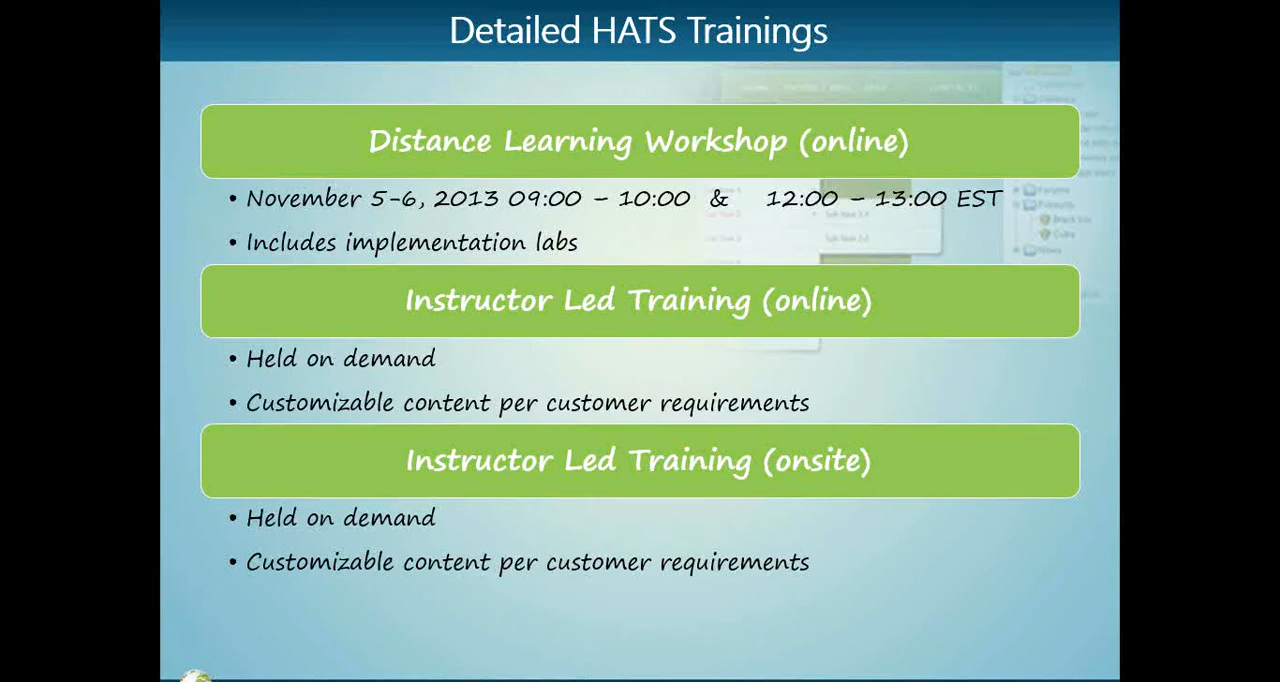 Detailed HATS Trainings
Distance Learning Workshop (online)
• November 5-6, 2013 09:00 – 10:00 & 12:00 – 13:00 EST
• Includes implementation labs
Instructor Led Training (online)
• Held on demand
• Customizable content per customer requirements
Instructor Led Training (onsite)
• Held on demand
• Customizable content per customer requirements